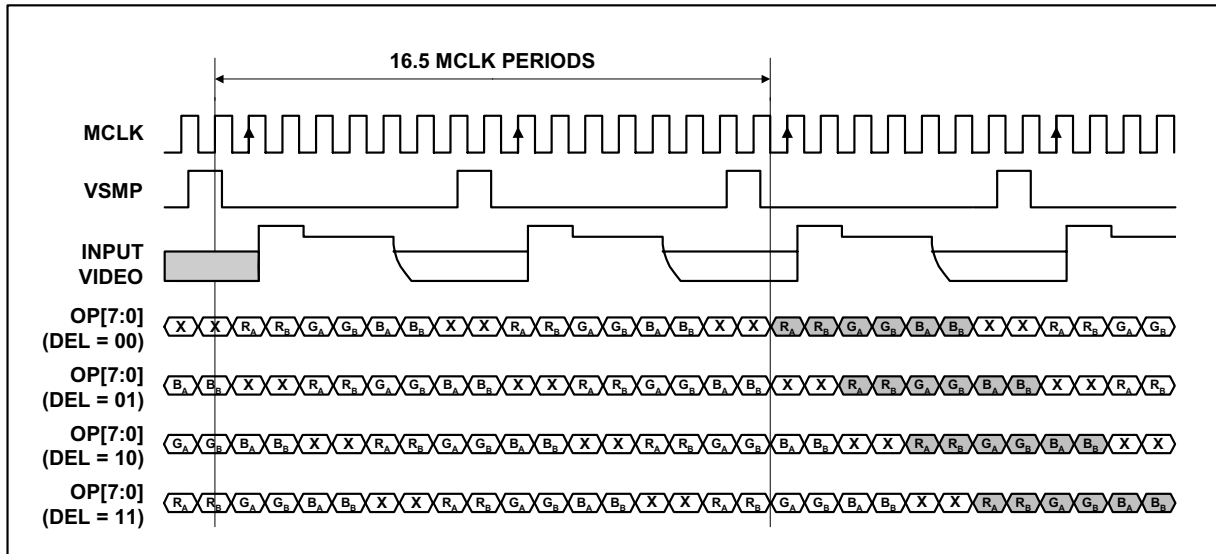 16.5 MCLK PERIODS
MCLK
VSMP
INPUT
VIDEO
OP[7:0]
(DEL = 00)
X X R_A R_B G_A G_B B_A B_B X X R_A R_B G_A G_B B_A B_B X X R_A R_B G_A G_B B_A B_B X X R_A R_B G_A G_B
OP[7:0]
(DEL = 01)
B_A B_B X X R_A R_B G_A G_B B_A B_B X X R_A R_B G_A G_B B_A B_B X X R_A R_B G_A G_B B_A B_B X X R_A R_B
OP[7:0]
(DEL = 10)
G_A G_B B_A B_B X X R_A R_B G_A G_B B_A B_B X X R_A R_B G_A G_B B_A B_B X X R_A R_B G_A G_B B_A B_B X X
OP[7:0]
(DEL = 11)
R_A R_B G_A G_B B_A B_B X X R_A R_B G_A G_B B_A B_B X X R_A R_B G_A G_B B_A B_B X X R_A R_B G_A G_B B_A B_B